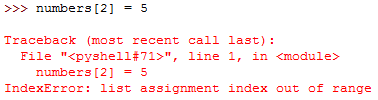 >>> numbers[2] = 5
Traceback (most recent call last):
  File "<pyshell#71>", line 1, in <module>
    numbers[2] = 5
IndexError: list assignment index out of range